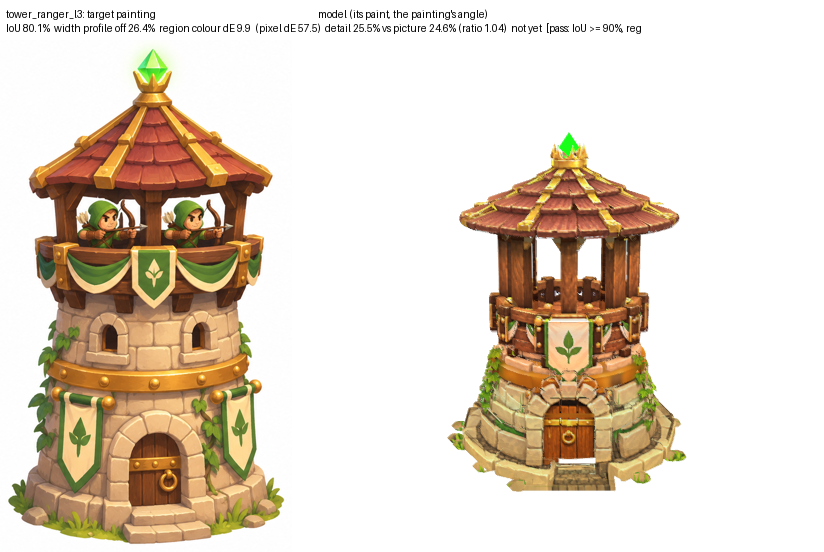 tower_ranger_l3: target painting
model (its paint, the painting's angle)
IoU 80.1% width profile off 26.4% region colour dE 9.9 (pixel dE 57.5) detail 25.5% vs picture 24.6% (ratio 1.04) not yet [pass: IoU >= 90%, reg